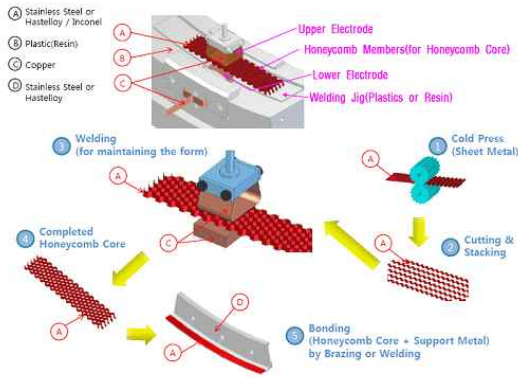 A Stainless Steel or
Hastelloy / Inconel
B Plastic(Resin)
C Copper
D Stainless Steel or
Hastelloy
A
B
C
Upper Electrode
Honeycomb Members(for Honeycomb Core)
Lower Electrode
Welding Jig(Plastics or Resin)
3 Welding
(for maintaining the form)
A
C
1 Cold Press
(Sheet Metal)
A
2 Cutting &
Stacking
A
4 Completed
Honeycomb Core
A
D
A
5 Bonding
(Honeycomb Core + Support Metal)
by Brazing or Welding